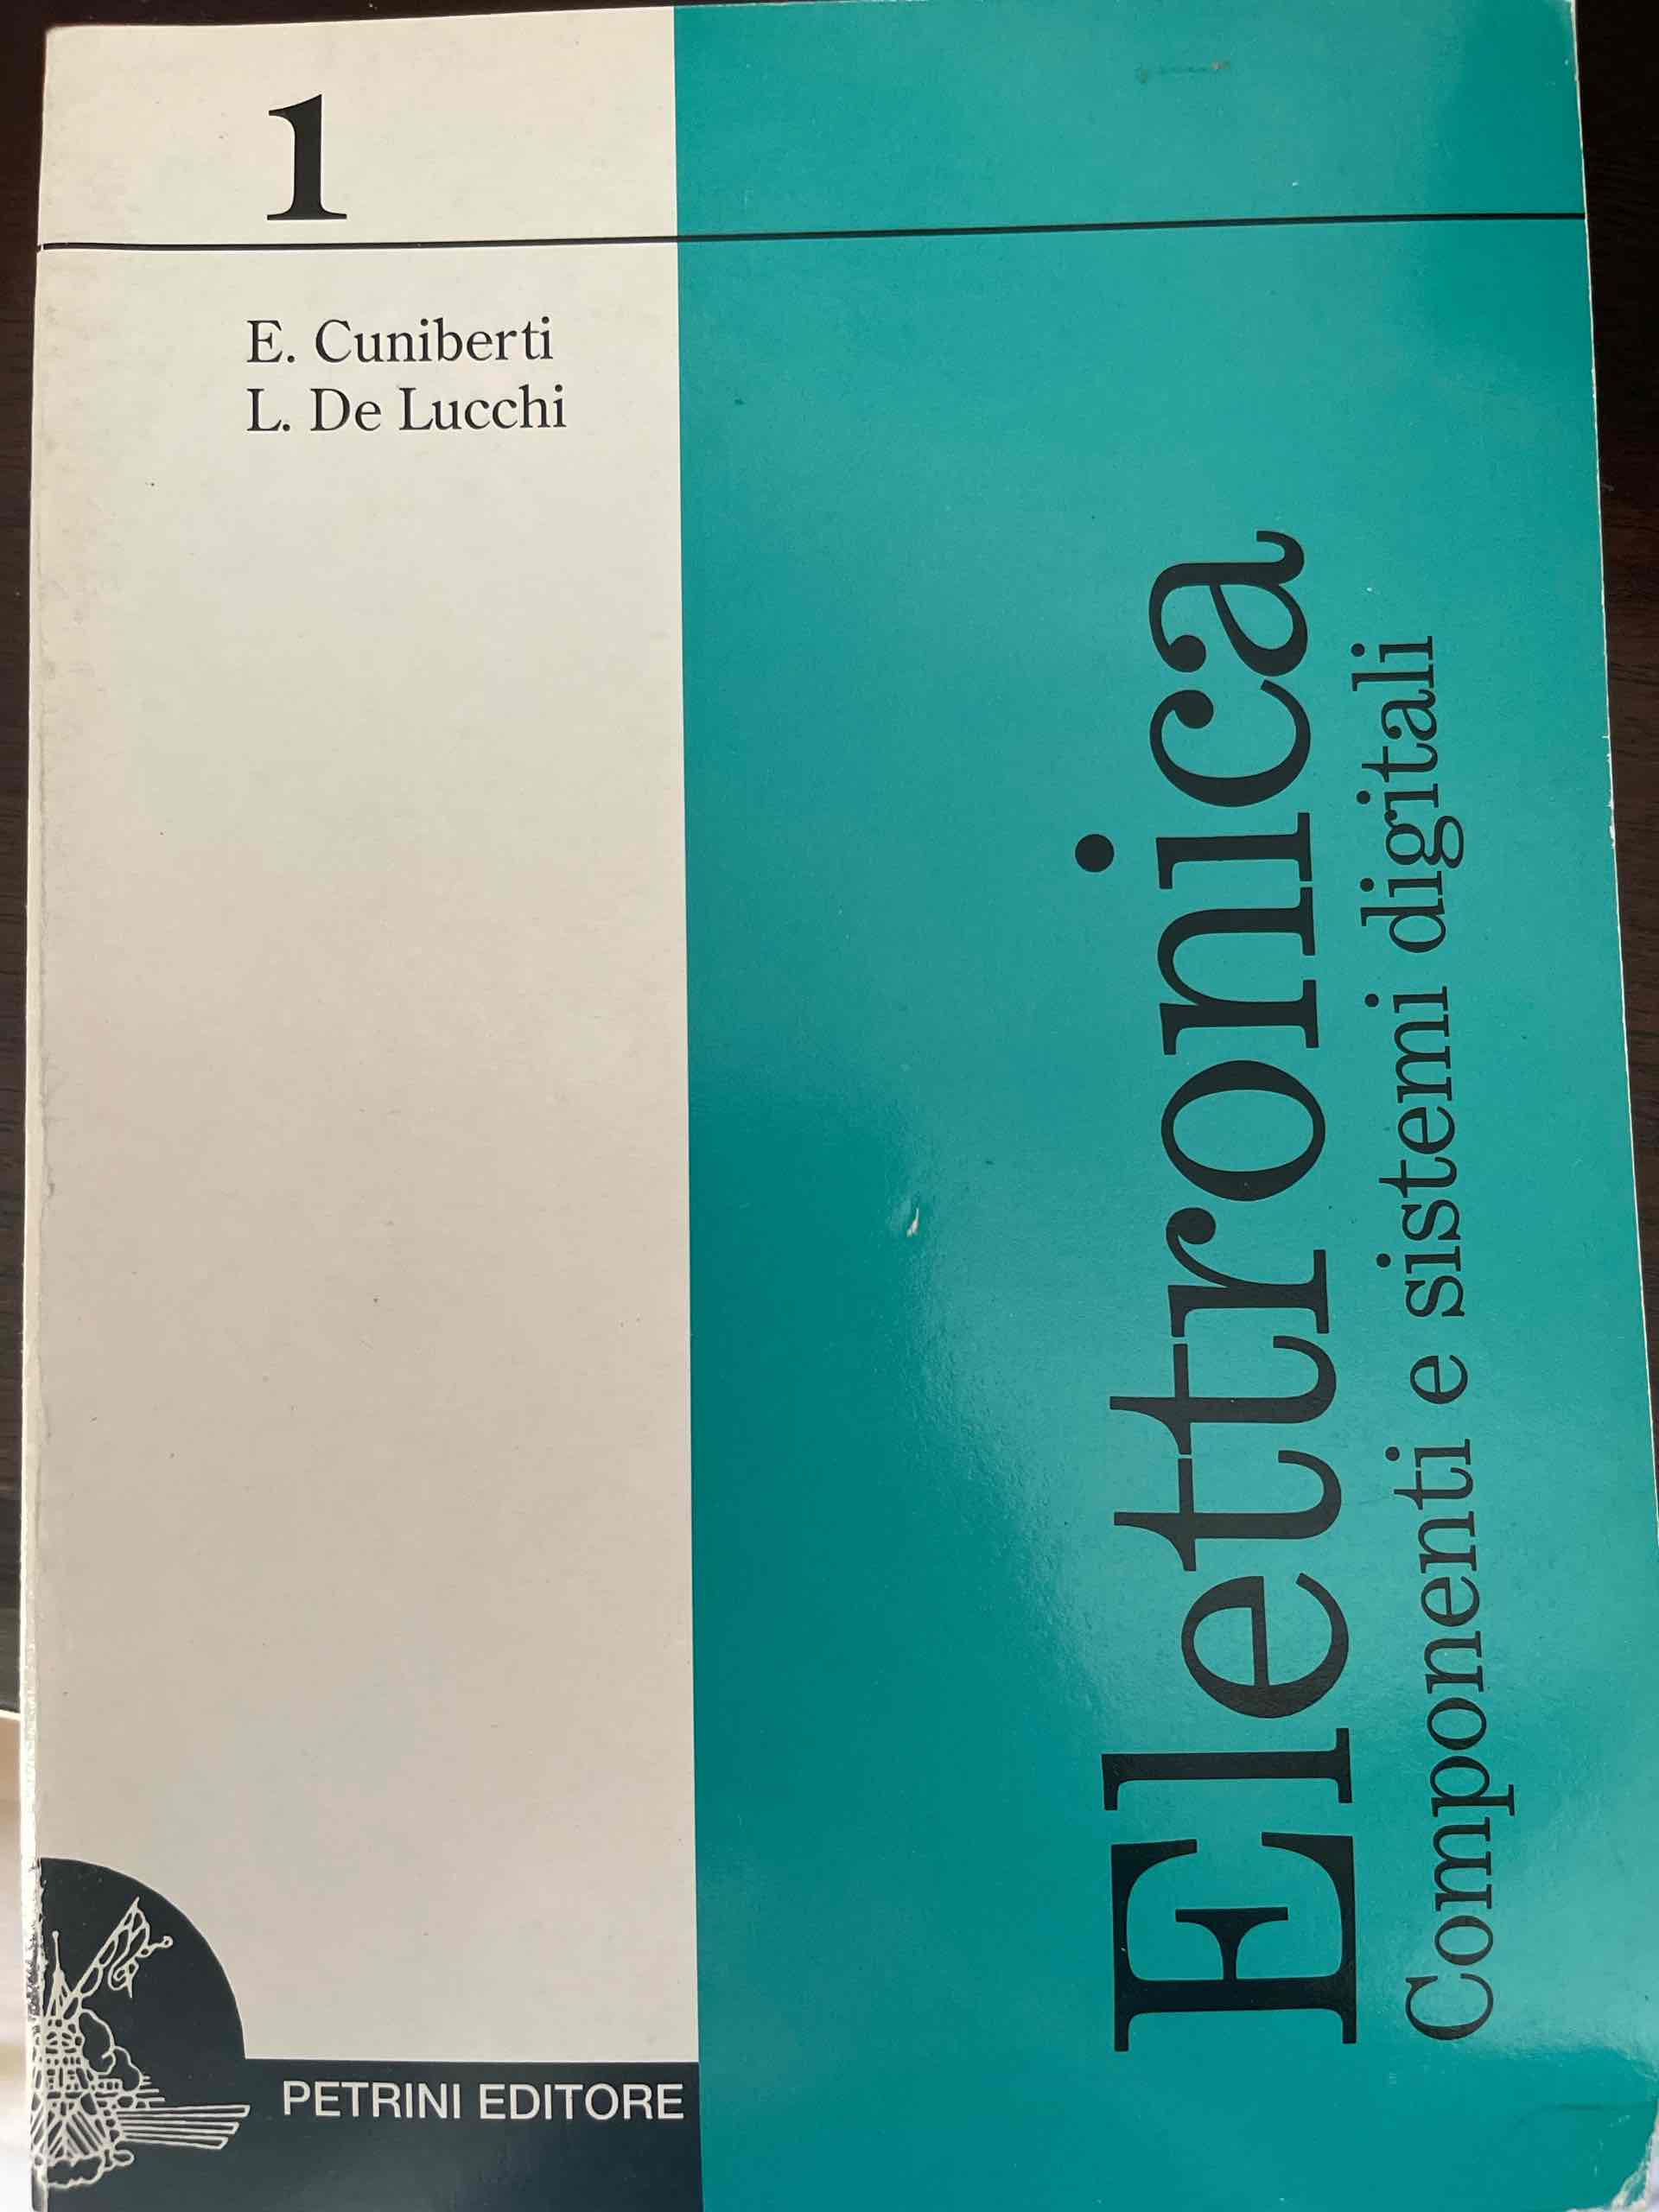 1
E. Cuniberti
L. De Lucchi
Elettronica
Componenti e sistemi digitali
PETRINI EDITORE